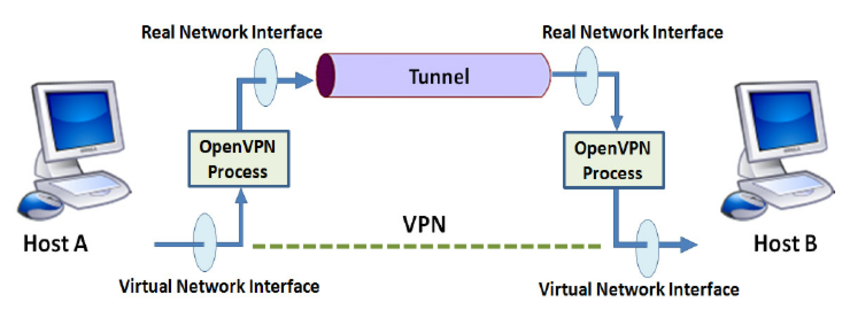 Real Network Interface
Real Network Interface
Tunnel
OpenVPN
Process
OpenVPN
Process
VPN
Host A
Host B
Virtual Network Interface
Virtual Network Interface